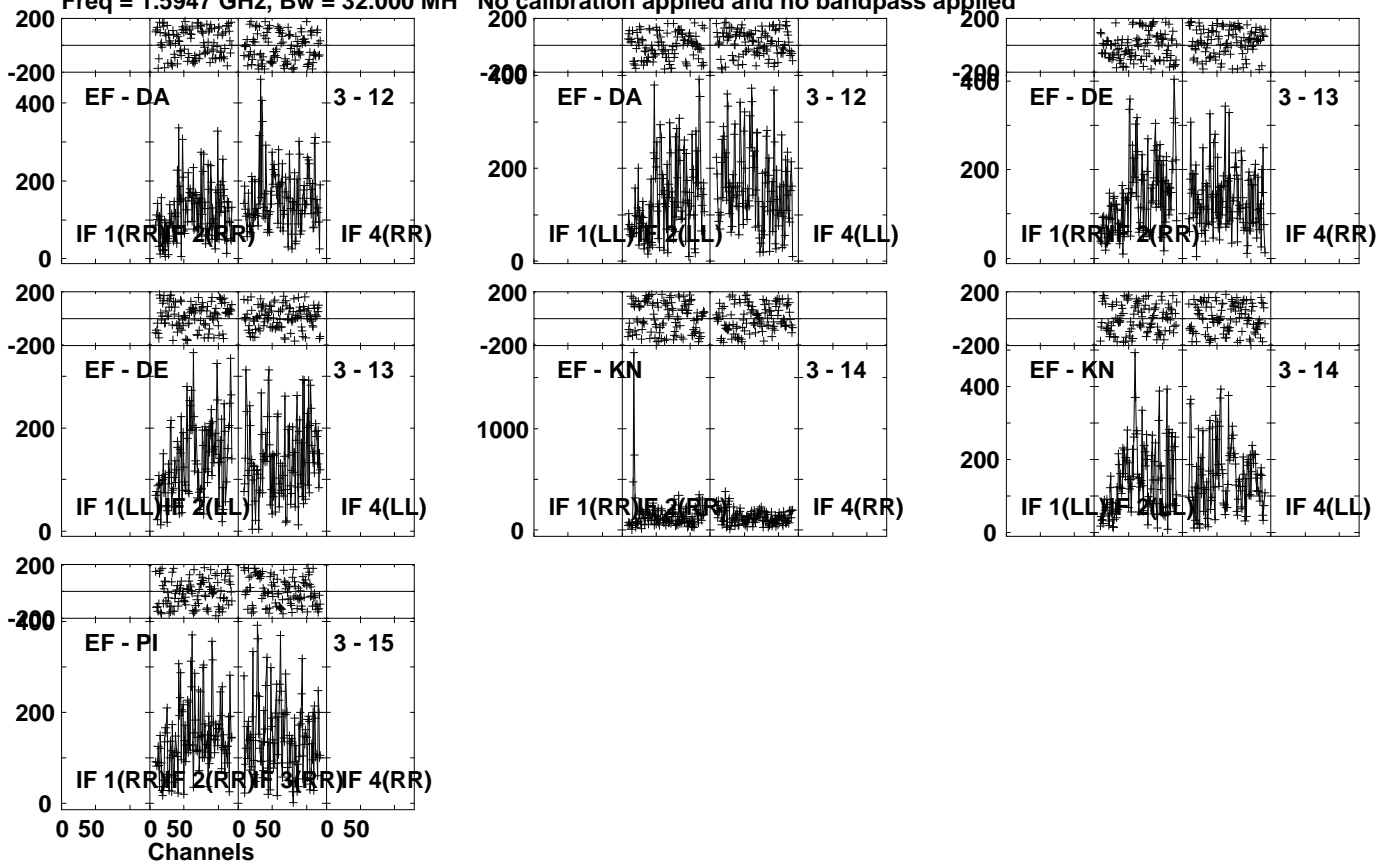 Freq = 1.5947 GHz, Bw = 32.000 MH No calibration applied and no bandpass applied
200
-200
EF - DA 3 - 12
400
200
0
IF 1(RR) IF 2(RR) IF 4(RR)
-200
400
EF - DA 3 - 12
200
0
IF 1(LL) IF 2(LL) IF 4(LL)
-200
400
EF - DE 3 - 13
200
0
IF 1(RR) IF 2(RR) IF 4(RR)
200
-200
EF - DE 3 - 13
200
0
IF 1(LL) IF 2(LL) IF 4(LL)
200
-200
EF - KN 3 - 14
1000
0
IF 1(RR) IF 2(RR) IF 4(RR)
200
-200
EF - KN 3 - 14
400
200
0
IF 1(LL) IF 2(LL) IF 4(LL)
200
-200
400
EF - PI 3 - 15
200
0
IF 1(RR) IF 2(RR) IF 3(RR) IF 4(RR)
0 50 0 50 0 50 0 50
Channels